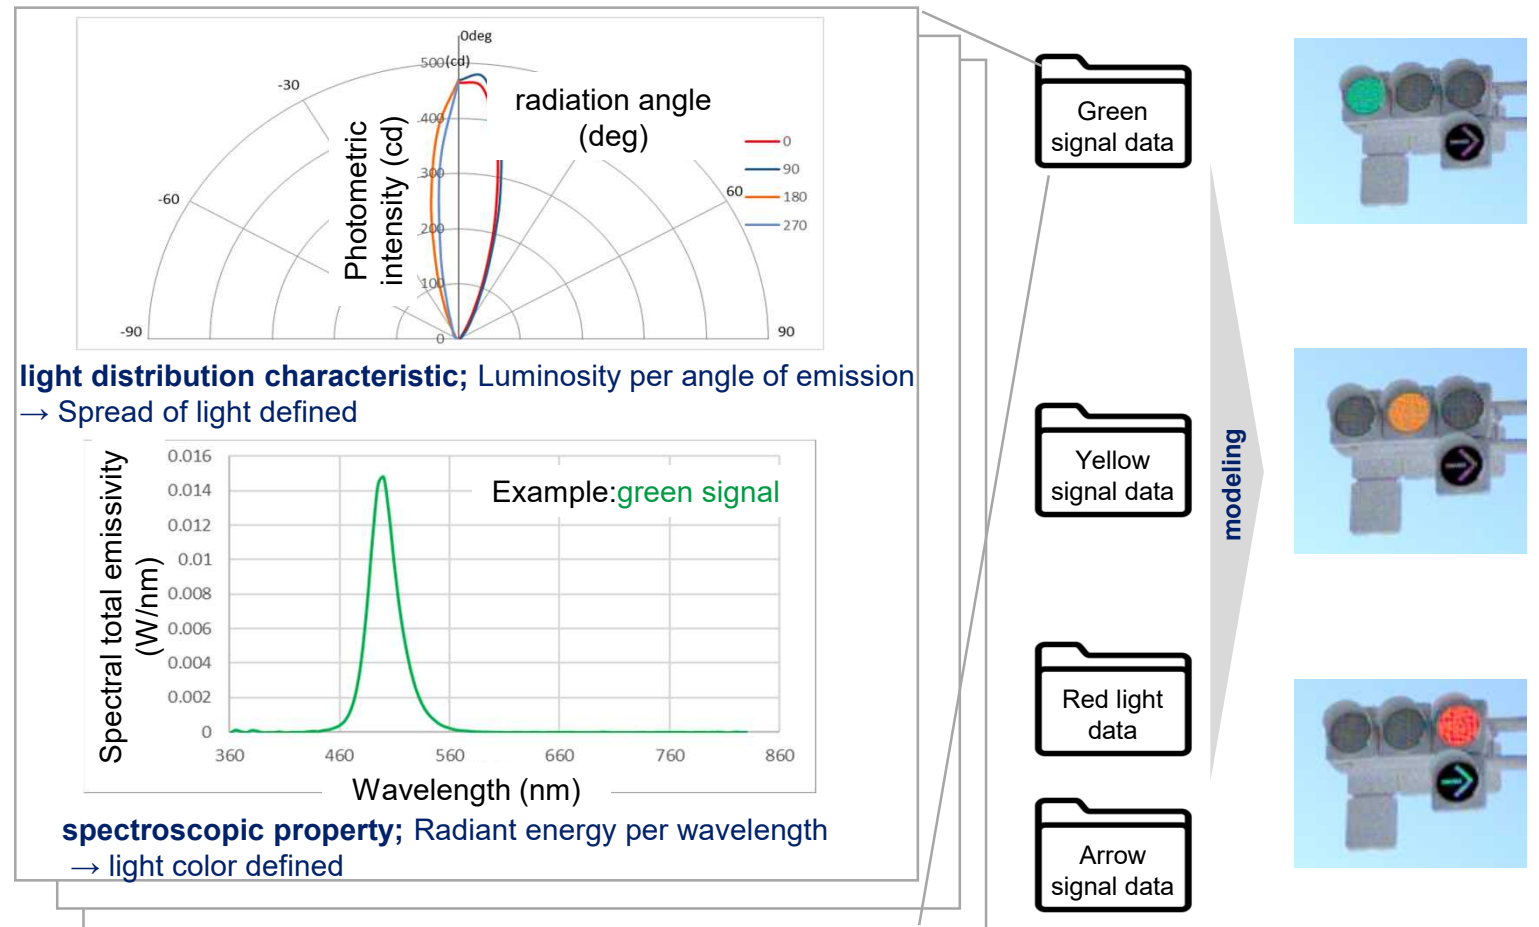 0deg
500(cd)
-30
radiation angle
(deg)
400
Photometric
intensity (cd)
0
90
180
270
300
-60
60
200
100
-90
0
90
light distribution characteristic; Luminosity per angle of emission
→ Spread of light defined
Spectral total emissivity
(W/nm)
0.016
0.014
0.012
0.01
0.008
0.006
0.004
0.002
0
Example:green signal
360
460
560
660
760
860
Wavelength (nm)
spectroscopic property; Radiant energy per wavelength
→ light color defined
Green
signal data
Yellow
signal data
Red light
data
Arrow
signal data
modeling